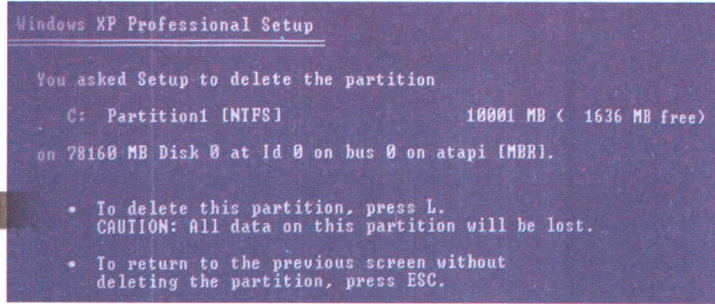 Windows XP Professional Setup
You asked Setup to delete the partition
C: Partition1 [NTFS] 10001 MB ( 1636 MB free)
on 78160 MB Disk 0 at Id 0 on bus 0 on atapi [MBR].
• To delete this partition, press L.
CAUTION: All data on this partition will be lost.
• To return to the previous screen without
deleting the partition, press ESC.